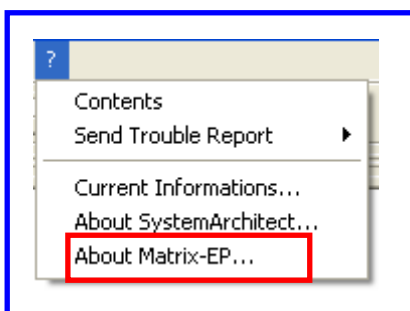 ?
Contents
Send Trouble Report
Current Informations...
About SystemArchitect...
About Matrix-EP...